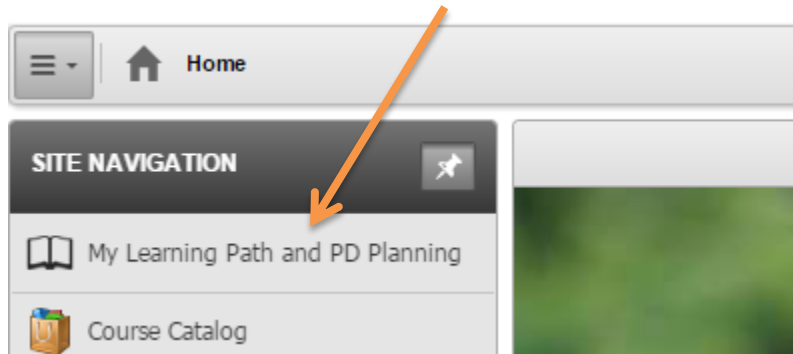 Home
SITE NAVIGATION
My Learning Path and PD Planning
Course Catalog